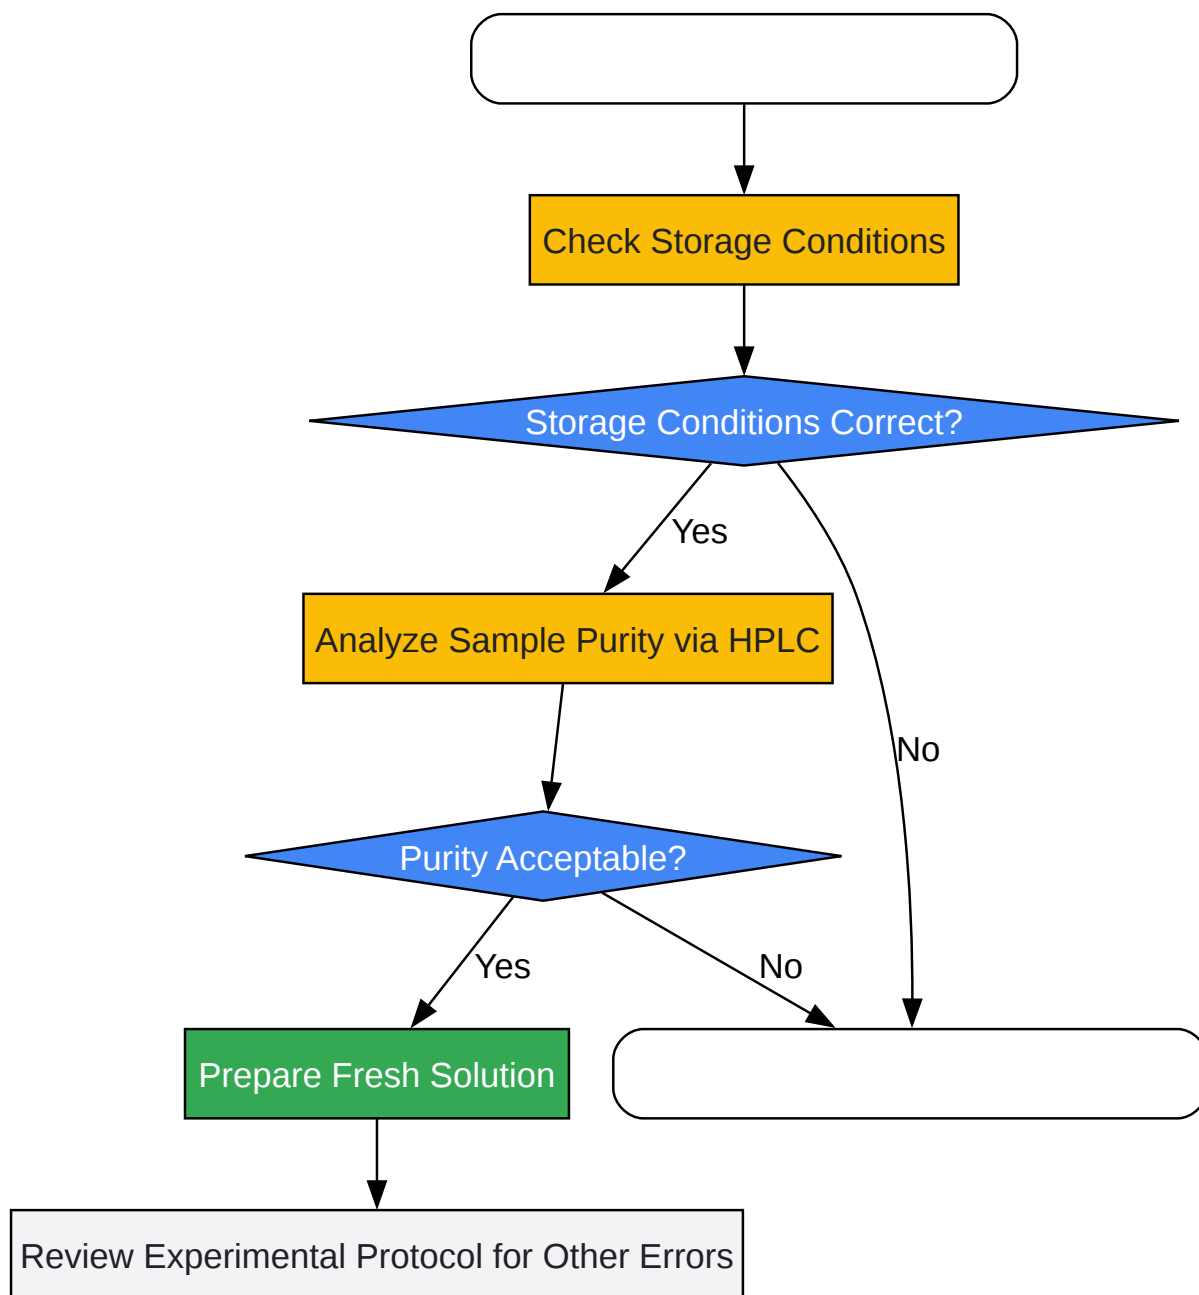 Check Storage Conditions
Storage Conditions Correct?
Yes
Analyze Sample Purity via HPLC
No
Purity Acceptable?
Yes
No
Prepare Fresh Solution
Review Experimental Protocol for Other Errors